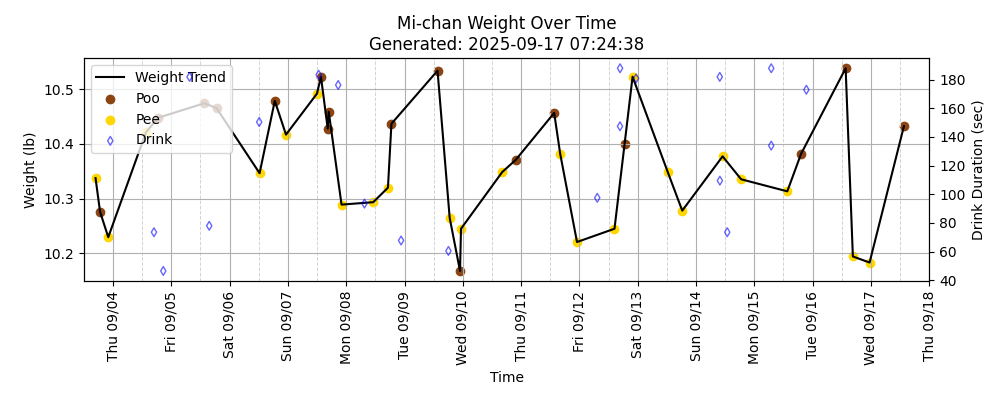 Mi-chan Weight Over Time
Generated: 2025-09-17 07:24:38
Weight (lb)
10.5
10.4
10.3
10.2
Weight Trend
Poo
Pee
Drink
180
160
140
120
100
80
60
40
Drink Duration (sec)
Thu 09/04
Fri 09/05
Sat 09/06
Sun 09/07
Mon 09/08
Tue 09/09
Wed 09/10
Thu 09/11
Fri 09/12
Sat 09/13
Sun 09/14
Mon 09/15
Tue 09/16
Wed 09/17
Thu 09/18
Time